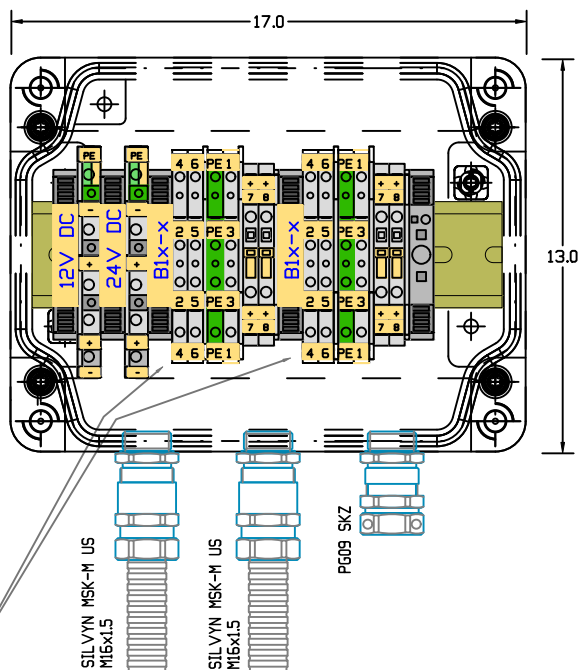 17.0
13.0
PE
PE
4 6 PE 1
4 6 PE 1
+ +
7 8
+ +
7 8
-
-
12V DC
24V DC
B1x-x
B1x-x
2 5 PE 3
2 5 PE 3
+
+
2 5 PE 3
2 5 PE 3
+ +
7 8
+ +
7 8
+
+
4 6 PE 1
4 6 PE 1
-
-
SILVYN MSK-M US
M16x1.5
SILVYN MSK-M US
M16x1.5
PG09 SKZ